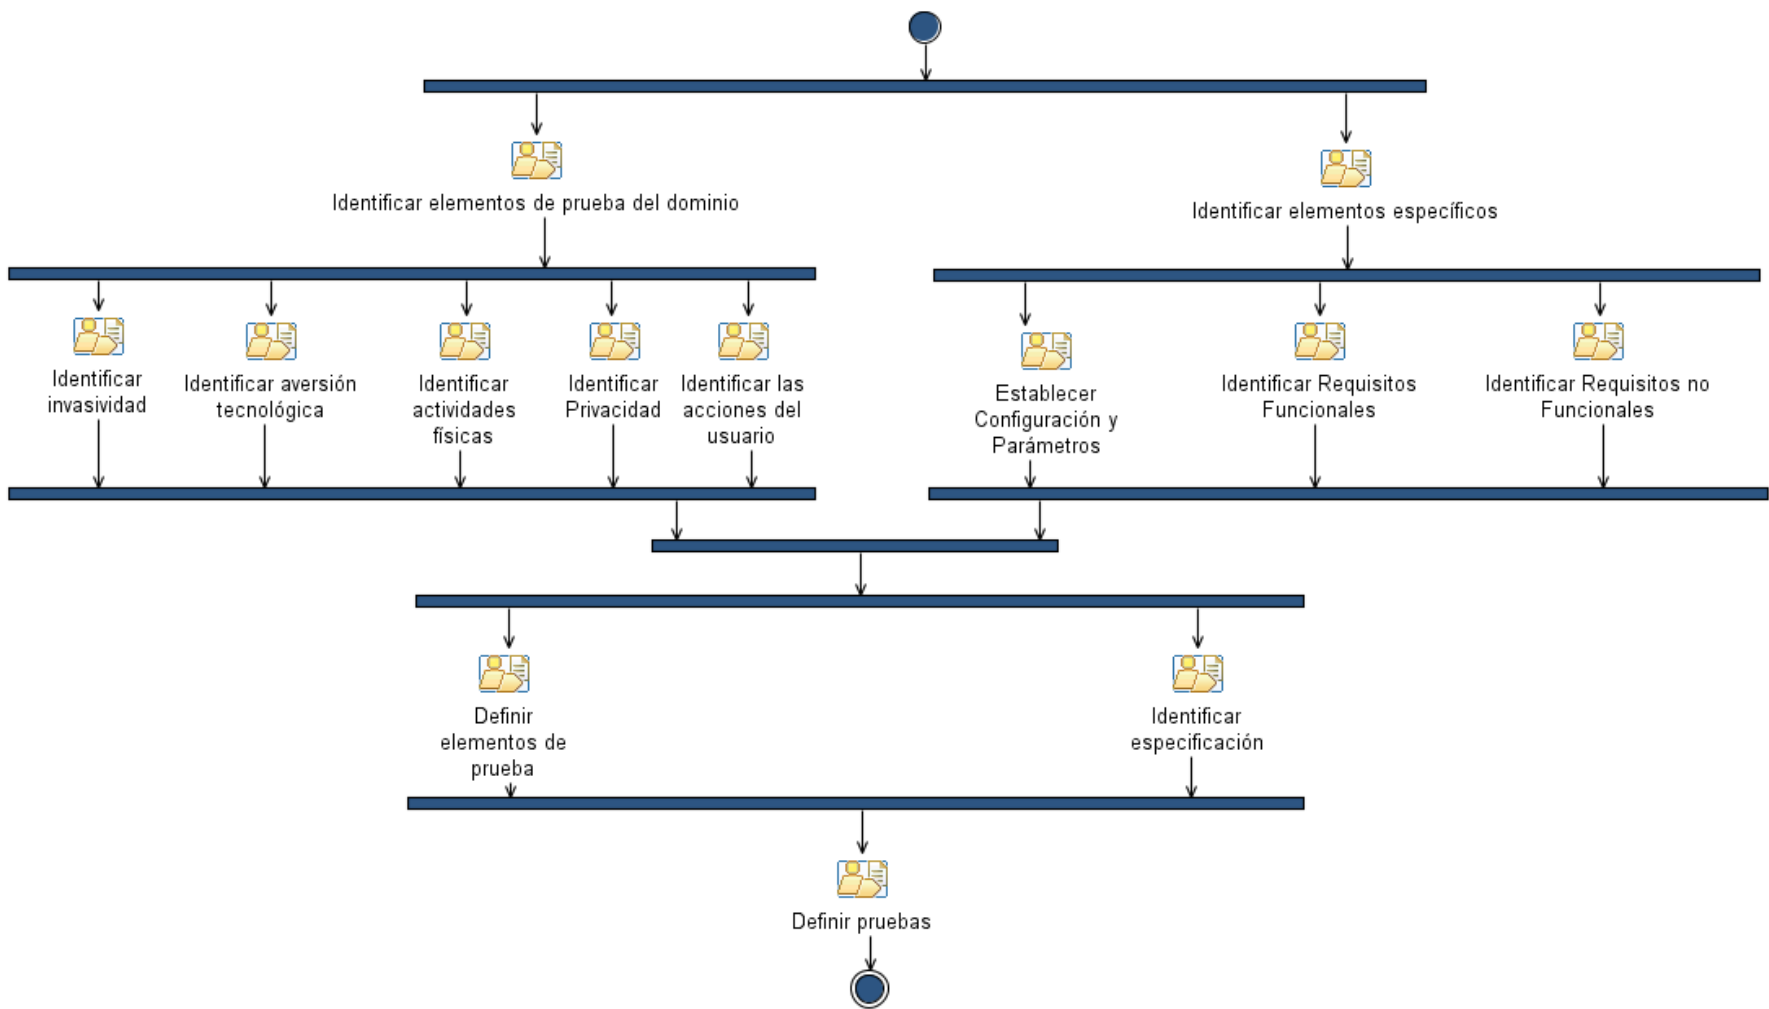 Identificar elementos de prueba del dominio
Identificar elementos específicos
Identificar
invasividad
Identificar aversión
tecnológica
Identificar
actividades
físicas
Identificar
Privacidad
Identificar las
acciones del
usuario
Establecer
Configuración y
Parámetros
Identificar Requisitos
Funcionales
Identificar Requisitos no
Funcionales
Definir
elementos de
prueba
Identificar
especificación
Definir pruebas